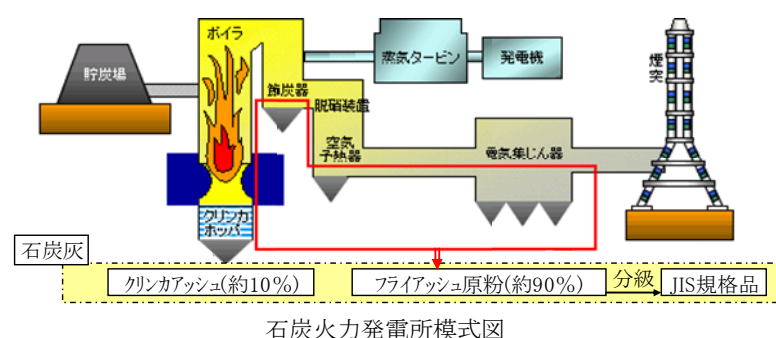 ボイラ
貯炭場
蒸気タービン
発電機
煙突
節炭器
脱硝装置
空気
予熱器
電気集じん器
クリンカ
ホッパ
石炭灰
クリンカアッシュ(約10%)
フライアッシュ原粉(約90%)
分級
JIS規格品
石炭火力発電所模式図